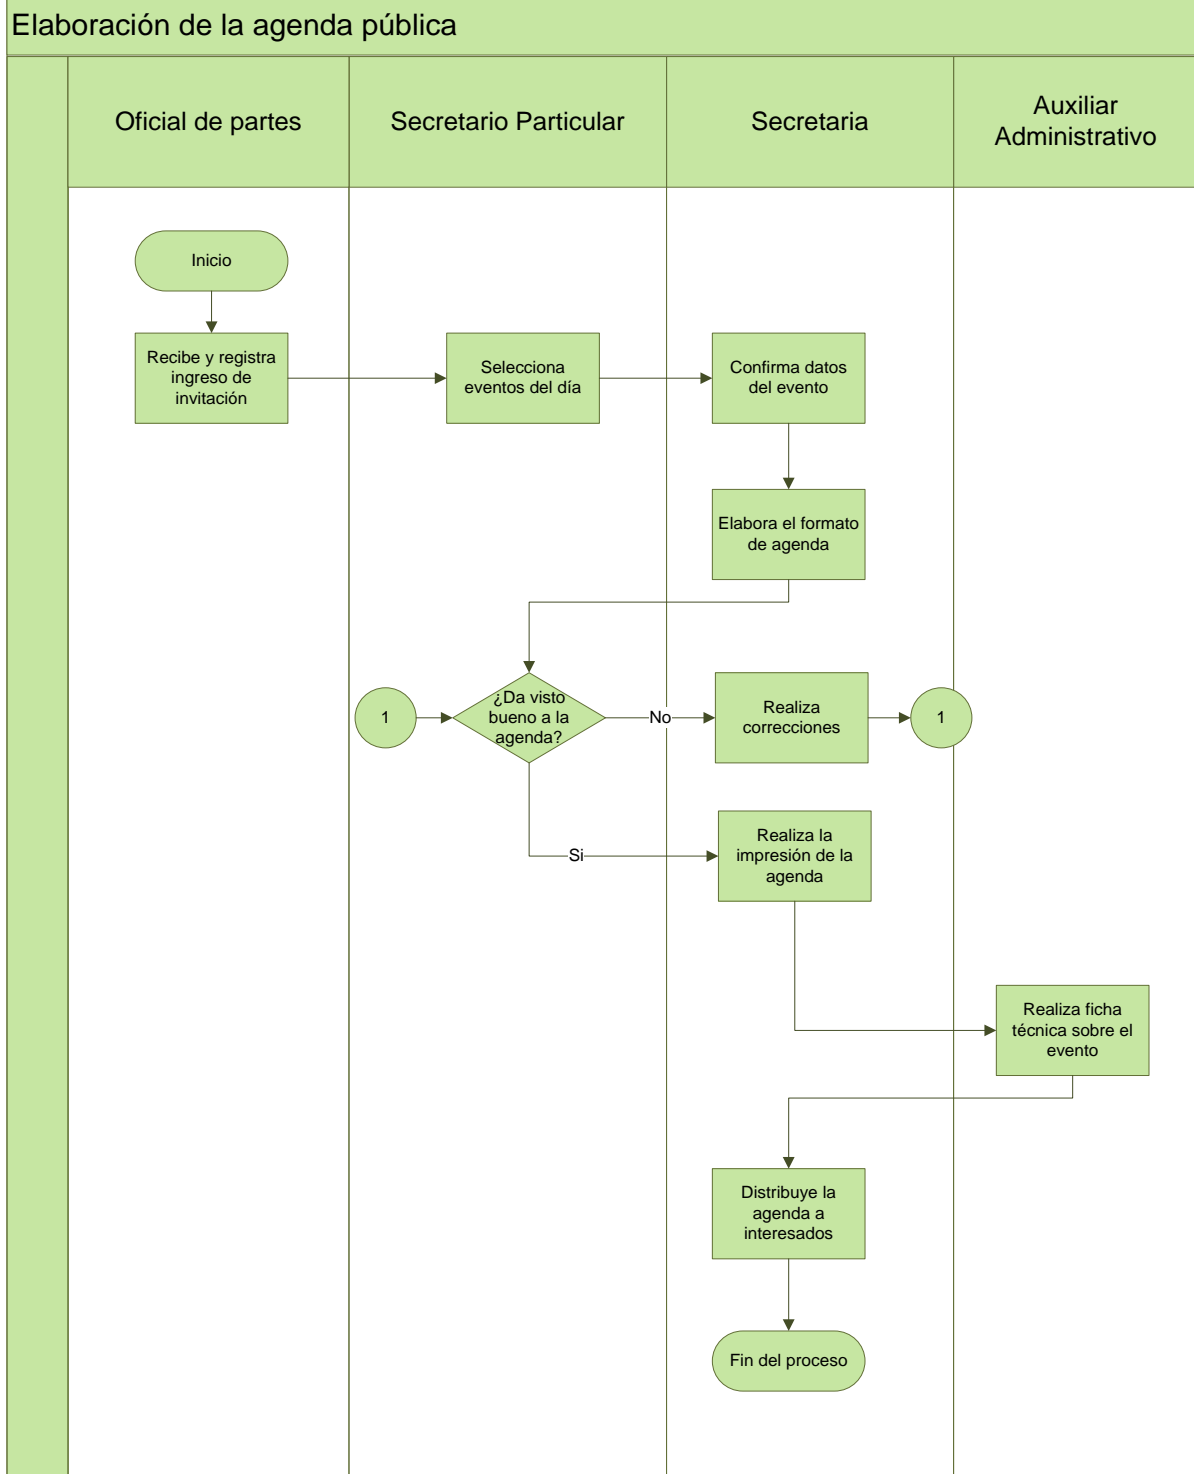 Elaboración de la agenda pública
Oficial de partes
Secretario Particular
Secretaria
Auxiliar
Administrativo
Inicio
Recibe y registra
ingreso de
invitación
Selecciona
eventos del día
Confirma datos
del evento
Elabora el formato
de agenda
1
¿Da visto
bueno a la
agenda?
No
Realiza
correcciones
1
Si
Realiza la
impresión de la
agenda
Realiza ficha
técnica sobre el
evento
Distribuye la
agenda a
interesados
Fin del proceso